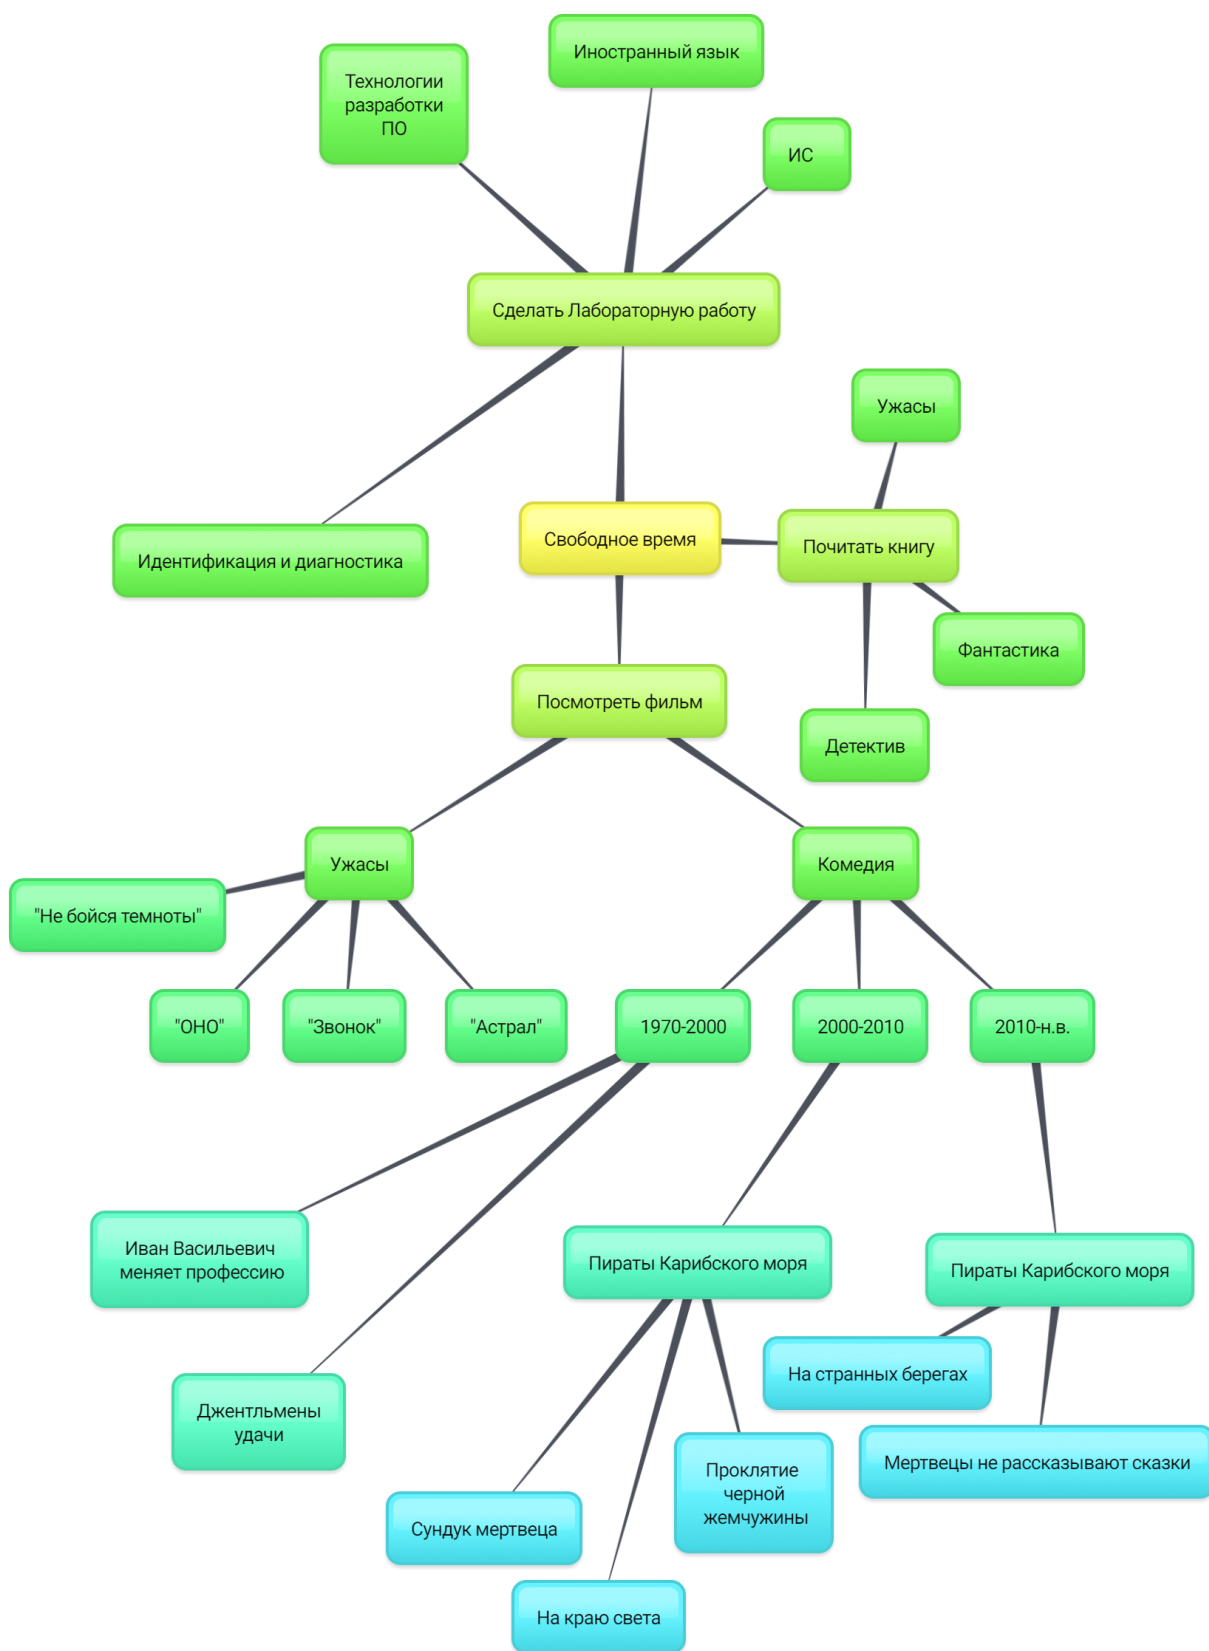 Иностранный язык
Технологии
разработки
ПО
ИС
Сделать Лабораторную работу
Ужасы
Свободное время
Почитать книгу
Идентификация и диагностика
Фантастика
Посмотреть фильм
Детектив
Ужасы
Комедия
"Не бойся темноты"
"ОНО"
"Звонок"
"Астрал"
1970-2000
2000-2010
2010-н.в.
Иван Васильевич
меняет профессию
Пираты Карибского моря
Пираты Карибского моря
На странных берегах
Джентльмены
удачи
Мертвецы не рассказывают сказки
Проклятие
черной
жемчужины
Сундук мертвеца
На краю света